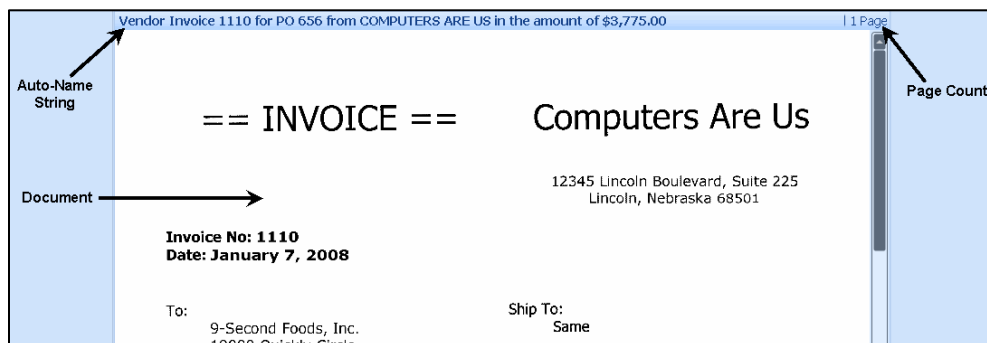 Vendor Invoice 1110 for PO 656 from COMPUTERS ARE US in the amount of $3,775.00 | 1 Page
Auto-Name
String
Page Count
== INVOICE == Computers Are Us
12345 Lincoln Boulevard, Suite 225
Lincoln, Nebraska 68501
Document
Invoice No: 1110
Date: January 7, 2008
To: Ship To:
9-Second Foods, Inc. Same